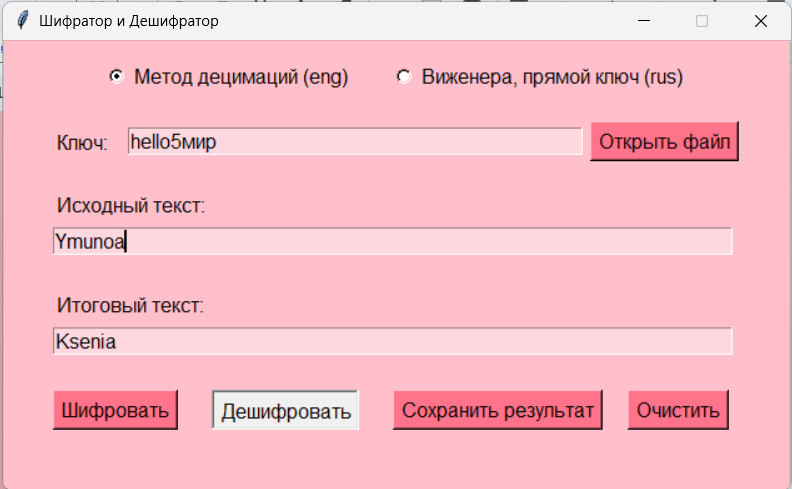 Шифратор и Дешифратор
Метод децимаций (eng) Виженера, прямой ключ (rus)
Ключ: hello5мир Открыть файл
Исходный текст:
Ymunoa
Итоговый текст:
Ksenia
Шифровать Дешифровать Сохранить результат Очистить